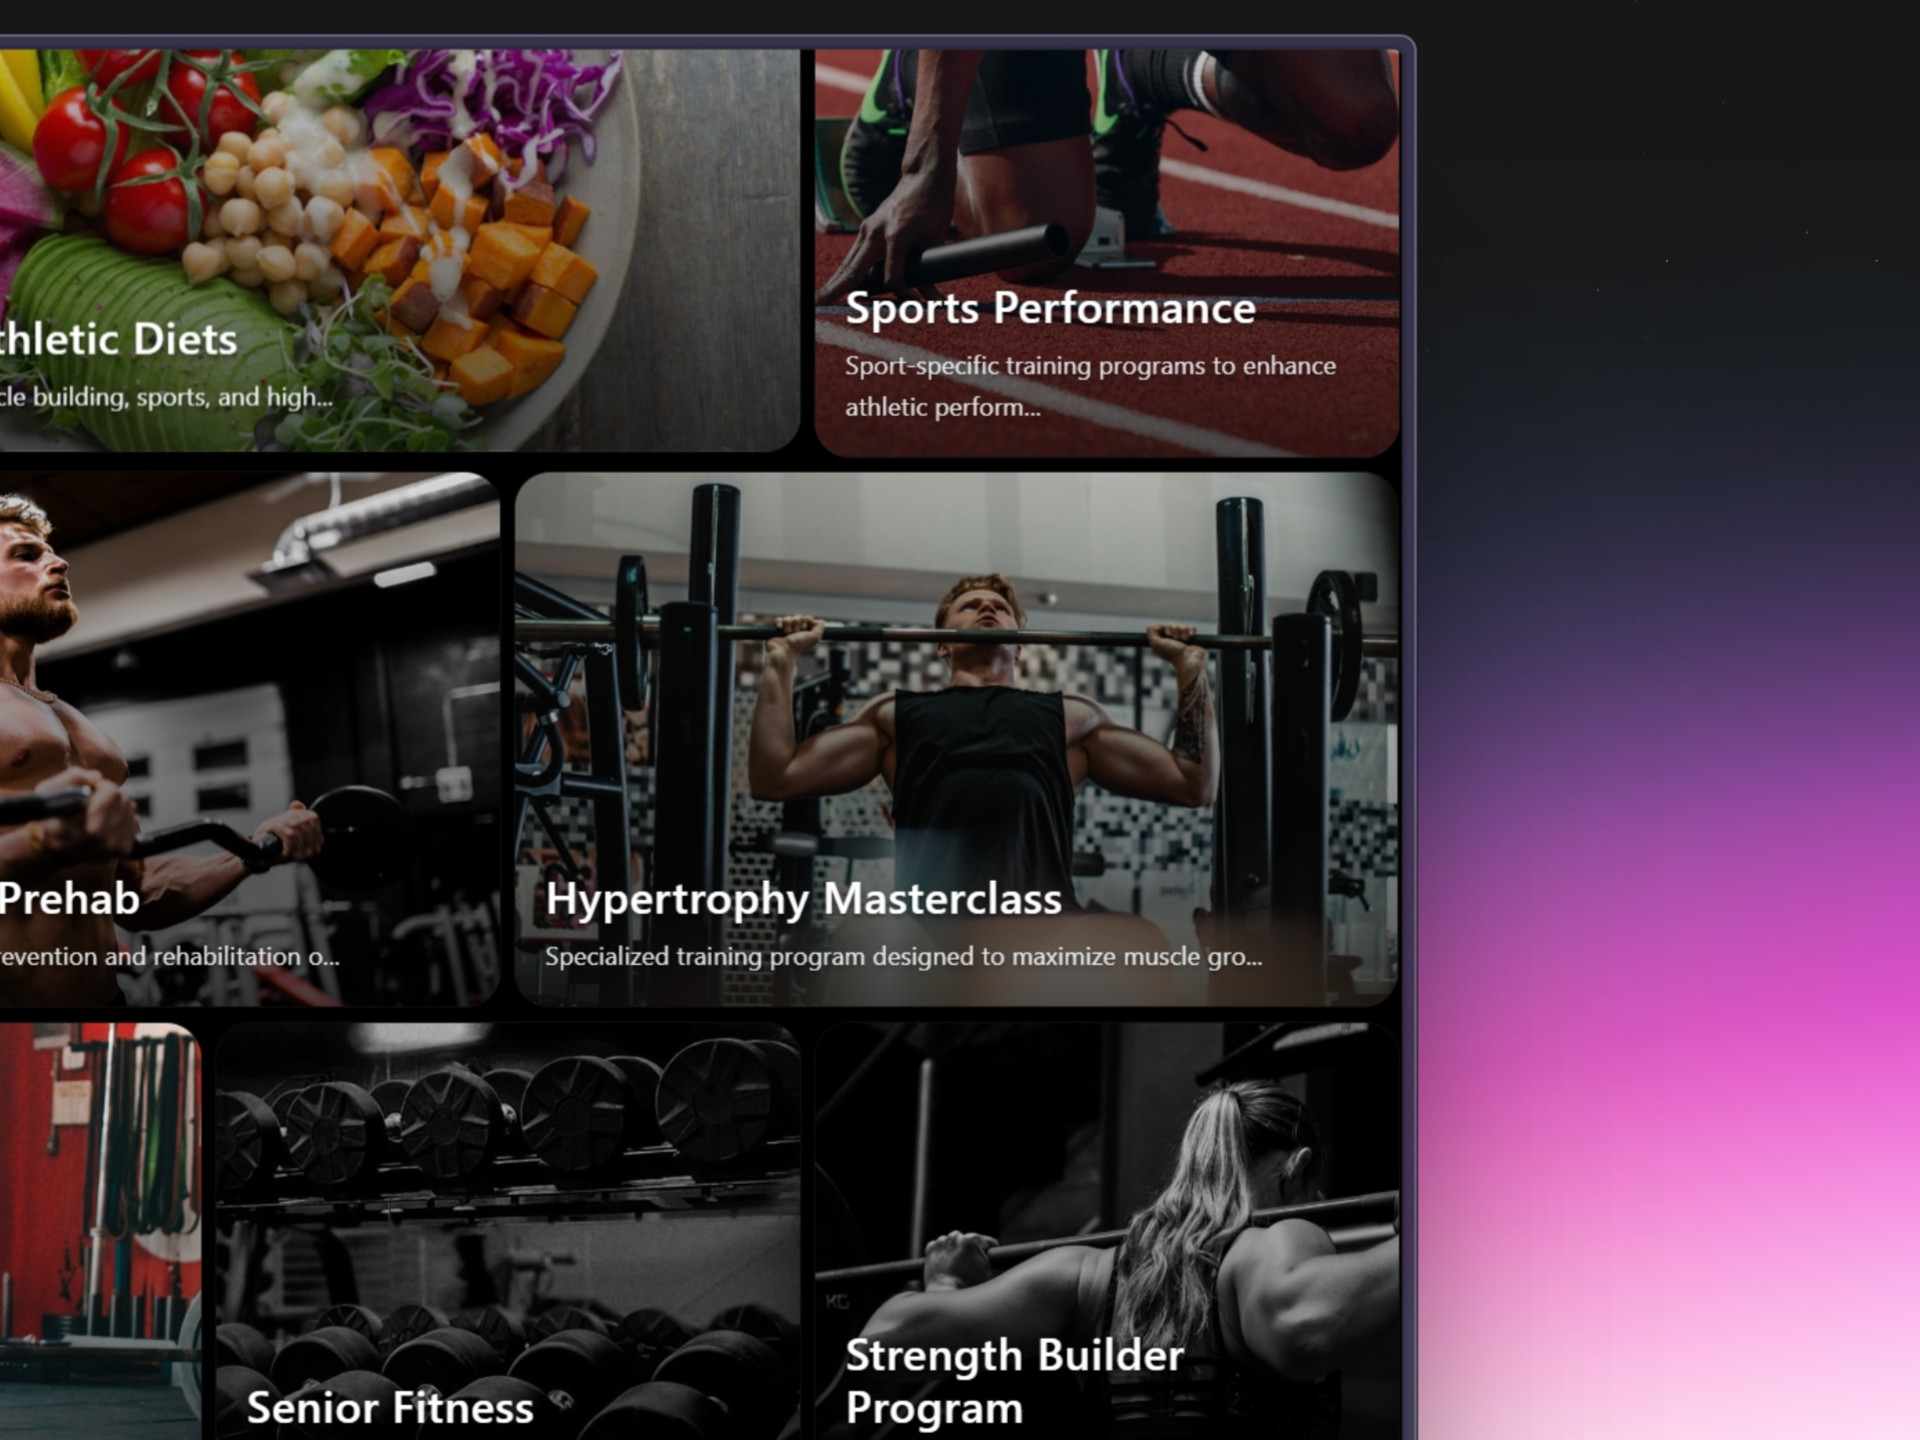 thletic Diets
cle building, sports, and high...
Sports Performance
Sport-specific training programs to enhance
athletic perform...
Prehab
revention and rehabilitation o...
Hypertrophy Masterclass
Specialized training program designed to maximize muscle gro...
KG
Senior Fitness
Strength Builder
Program